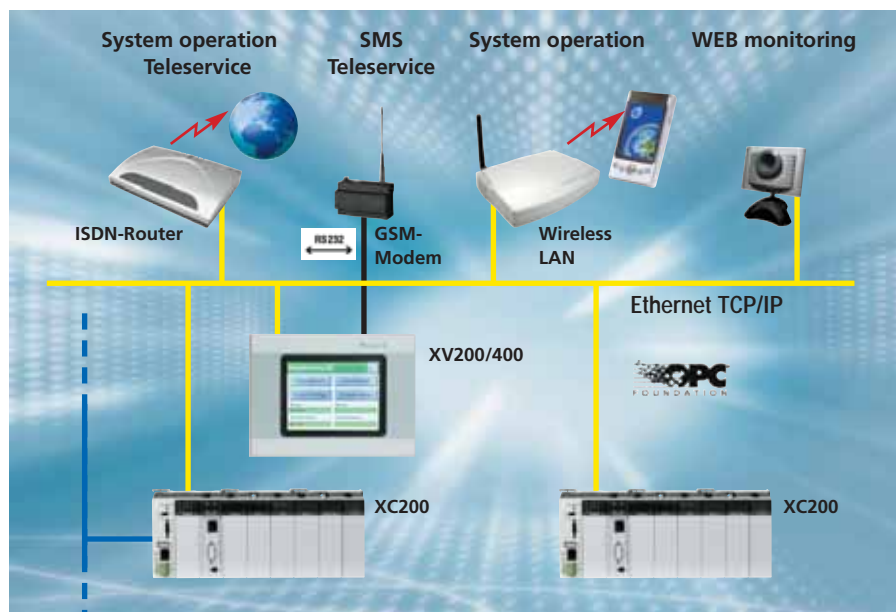 System operation
Teleservice
SMS
Teleservice
System operation
WEB monitoring
ISDN-Router
RS232
GSM-
Modem
Wireless
LAN
Ethernet TCP/IP
XV200/400
OPC
FOUNDATION
XC200
XC200